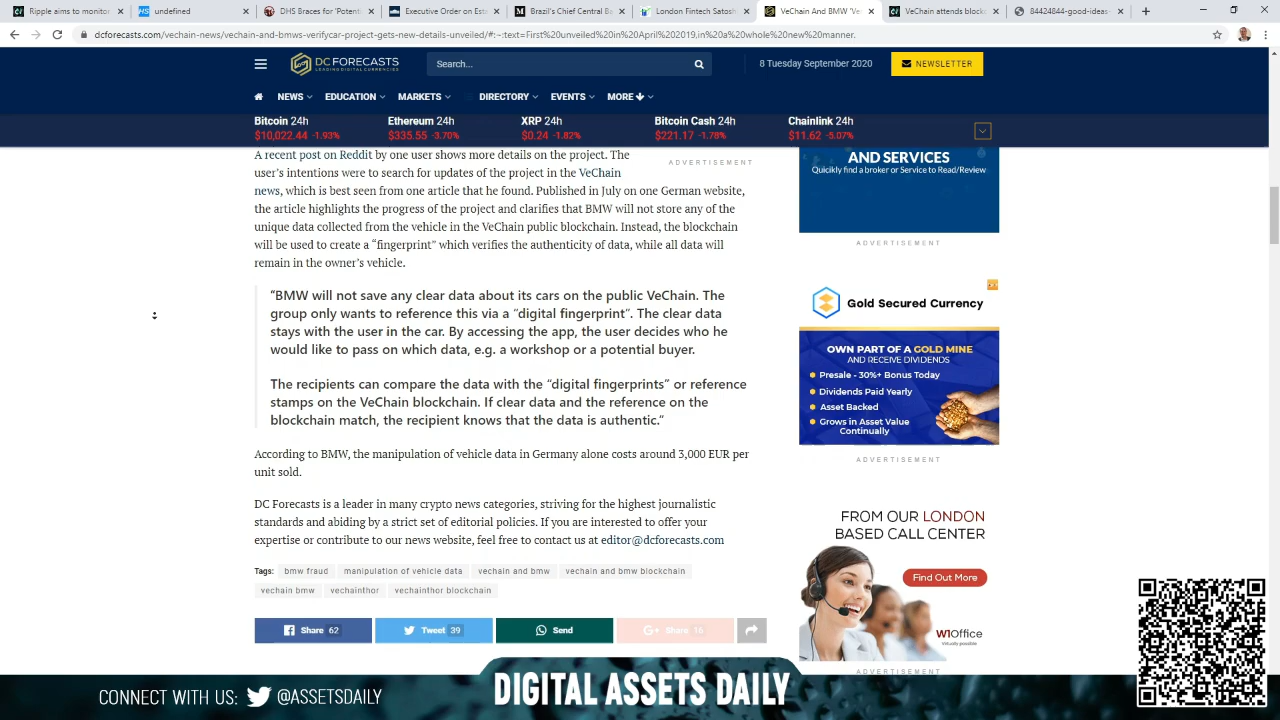 Ripple aims to monitor
undefined
DHS Braces for 'Potenti
Executive Order on Esta
Brazil's Chief Central B
London Fintech Satosh
VeChain and BMW's Ve
VeChain attends block
84424844-good-ideas-
dcforecasts.com/vechain-news/vechain-and-bmws-verifycar-project-gets-new-details-unveiled/#:~:text=First%20unveiled%20in%20April%202019,in%20a%20whole%20new%20manner.
DC FORECASTS
LEADING DIGITAL CURRENCIES
Search...
8 Tuesday September 2020
NEWSLETTER
NEWS
EDUCATION
MARKETS
DIRECTORY
EVENTS
MORE
Bitcoin 24h
$10,022.44 -1.93%
Ethereum 24h
$335.55 -3.70%
XRP 24h
$0.24 -1.82%
Bitcoin Cash 24h
$221.17 -1.78%
Chainlink 24h
$11.62 -5.07%
A recent post on Reddit by one user shows more details on the project. The
user's intentions were to search for updates of the project in the VeChain
news, which is best seen from one article that he found. Published in July on one German website,
the article highlights the progress of the project and clarifies that BMW will not store any of the
unique data collected from the vehicle in the VeChain public blockchain. Instead, the blockchain
will be used to create a "fingerprint" which verifies the authenticity of data, while all data will
remain in the owner's vehicle.
"BMW will not save any clear data about its cars on the public VeChain. The
group only wants to reference this via a "digital fingerprint". The clear data
stays with the user in the car. By accessing the app, the user decides who he
would like to pass on which data, e.g. a workshop or a potential buyer.
The recipients can compare the data with the "digital fingerprints" or reference
stamps on the VeChain blockchain. If clear data and the reference on the
blockchain match, the recipient knows that the data is authentic."
According to BMW, the manipulation of vehicle data in Germany alone costs around 3,000 EUR per
unit sold.
DC Forecasts is a leader in many crypto news categories, striving for the highest journalistic
standards and abiding by a strict set of editorial policies. If you are interested to offer your
expertise or contribute to our news website, feel free to contact us at editor@dcforecasts.com
Tags: bmw fraud manipulation of vehicle data vechain and bmw vechain and bmw blockchain
vechain bmw vechainthor vechainthor blockchain
Share 62
Tweet 39
Send
Share 16
ADVERTISEMENT
AND SERVICES
Quickly find a broker or Service to Read/Review
ADVERTISEMENT
Gold Secured Currency
OWN PART OF A GOLD MINE
AND RECEIVE DIVIDENDS
Presale - 30%+ Bonus Today
Dividends Paid Yearly
Asset Backed
Grows in Asset Value
Continually
ADVERTISEMENT
FROM OUR LONDON
BASED CALL CENTER
Find Out More
W1Office
Virtually possible
ADVERTISEMENT
CONNECT WITH US: @ASSETSDAILY
DIGITAL ASSETS DAILY